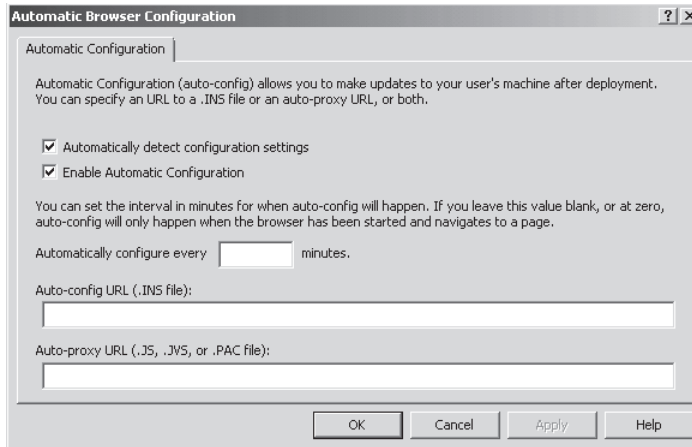 Automatic Browser Configuration
Automatic Configuration
Automatic Configuration (auto-config) allows you to make updates to your user's machine after deployment.
You can specify an URL to a .INS file or an auto-proxy URL, or both.
Automatically detect configuration settings
Enable Automatic Configuration
You can set the interval in minutes for when auto-config will happen. If you leave this value blank, or at zero,
auto-config will only happen when the browser has been started and navigates to a page.
Automatically configure every minutes.
Auto-config URL (.INS file):
Auto-proxy URL (.JS, .JVS, or .PAC file):
OK Cancel Apply Help